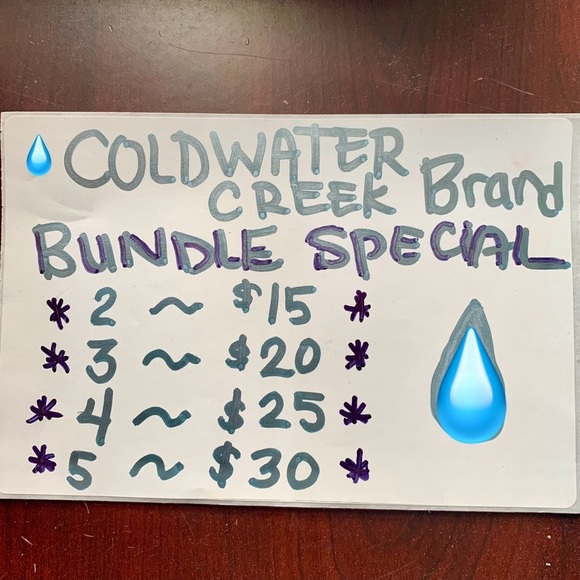 COLDWATER
CREEK Brand
BUNDLE SPECIAL
* 2 ~ $15 *
* 3 ~ $20 *
* 4 ~ $25 *
* 5 ~ $30 *